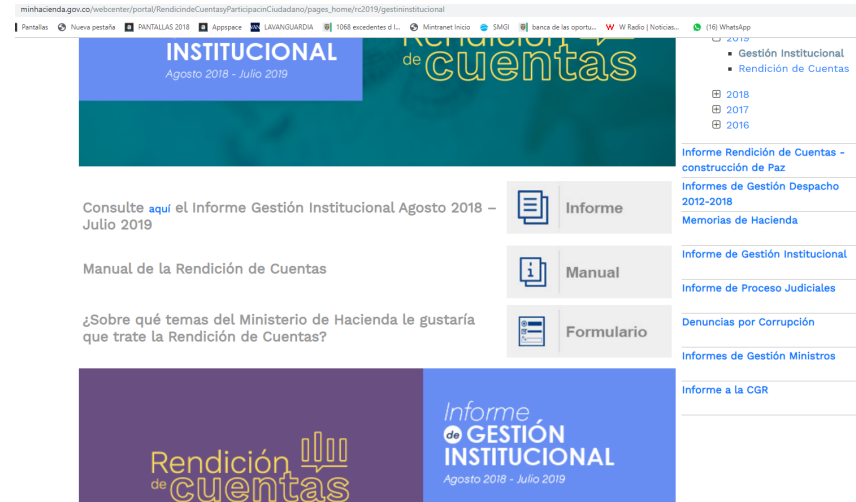 minhacienda.gov.co/webcenter/portal/RendicindeCuentasyParticipacinCiudadano/pages_home/rc2019/gestininstitucional
Pantallas Nueva pestaña PANTALLAS 2018 Appspace LAVANGUARDIA 1068 excedentes d l... Mintranet Inicio SMGI banca de las oportu... W Radio | Noticias... (16) WhatsApp
INSTITUCIONAL
Agosto 2018 - Julio 2019
Rendición
de cuentas
2019
Gestión Institucional
Rendición de Cuentas
2018
2017
2016
Informe Rendición de Cuentas -
construcción de Paz
Informes de Gestión Despacho
2012-2018
Memorias de Hacienda
Informe de Gestión Institucional
Informe de Proceso Judiciales
Denuncias por Corrupción
Informes de Gestión Ministros
Informe a la CGR
Consulte aquí el Informe Gestión Institucional Agosto 2018 –
Julio 2019
Informe
Manual de la Rendición de Cuentas
Manual
¿Sobre qué temas del Ministerio de Hacienda le gustaría
que trate la Rendición de Cuentas?
Formulario
Rendición
de cuentas
Informe
de GESTIÓN
INSTITUCIONAL
Agosto 2018 - Julio 2019